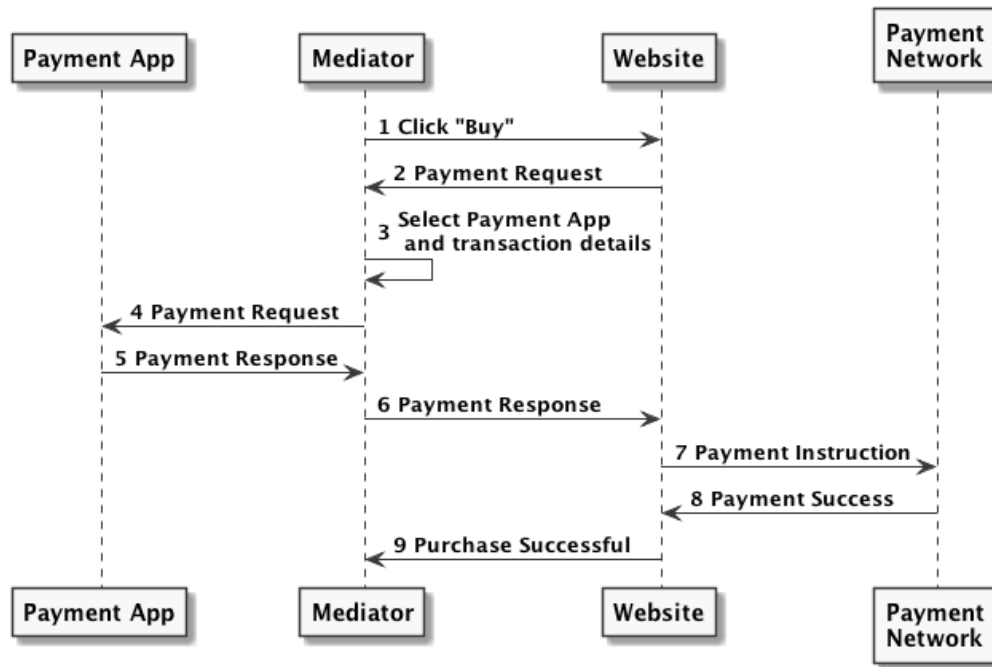 Payment App
Mediator
Website
Payment
Network
1 Click "Buy"
2 Payment Request
3 Select Payment App
and transaction details
4 Payment Request
5 Payment Response
6 Payment Response
7 Payment Instruction
8 Payment Success
9 Purchase Successful
Payment App
Mediator
Website
Payment
Network